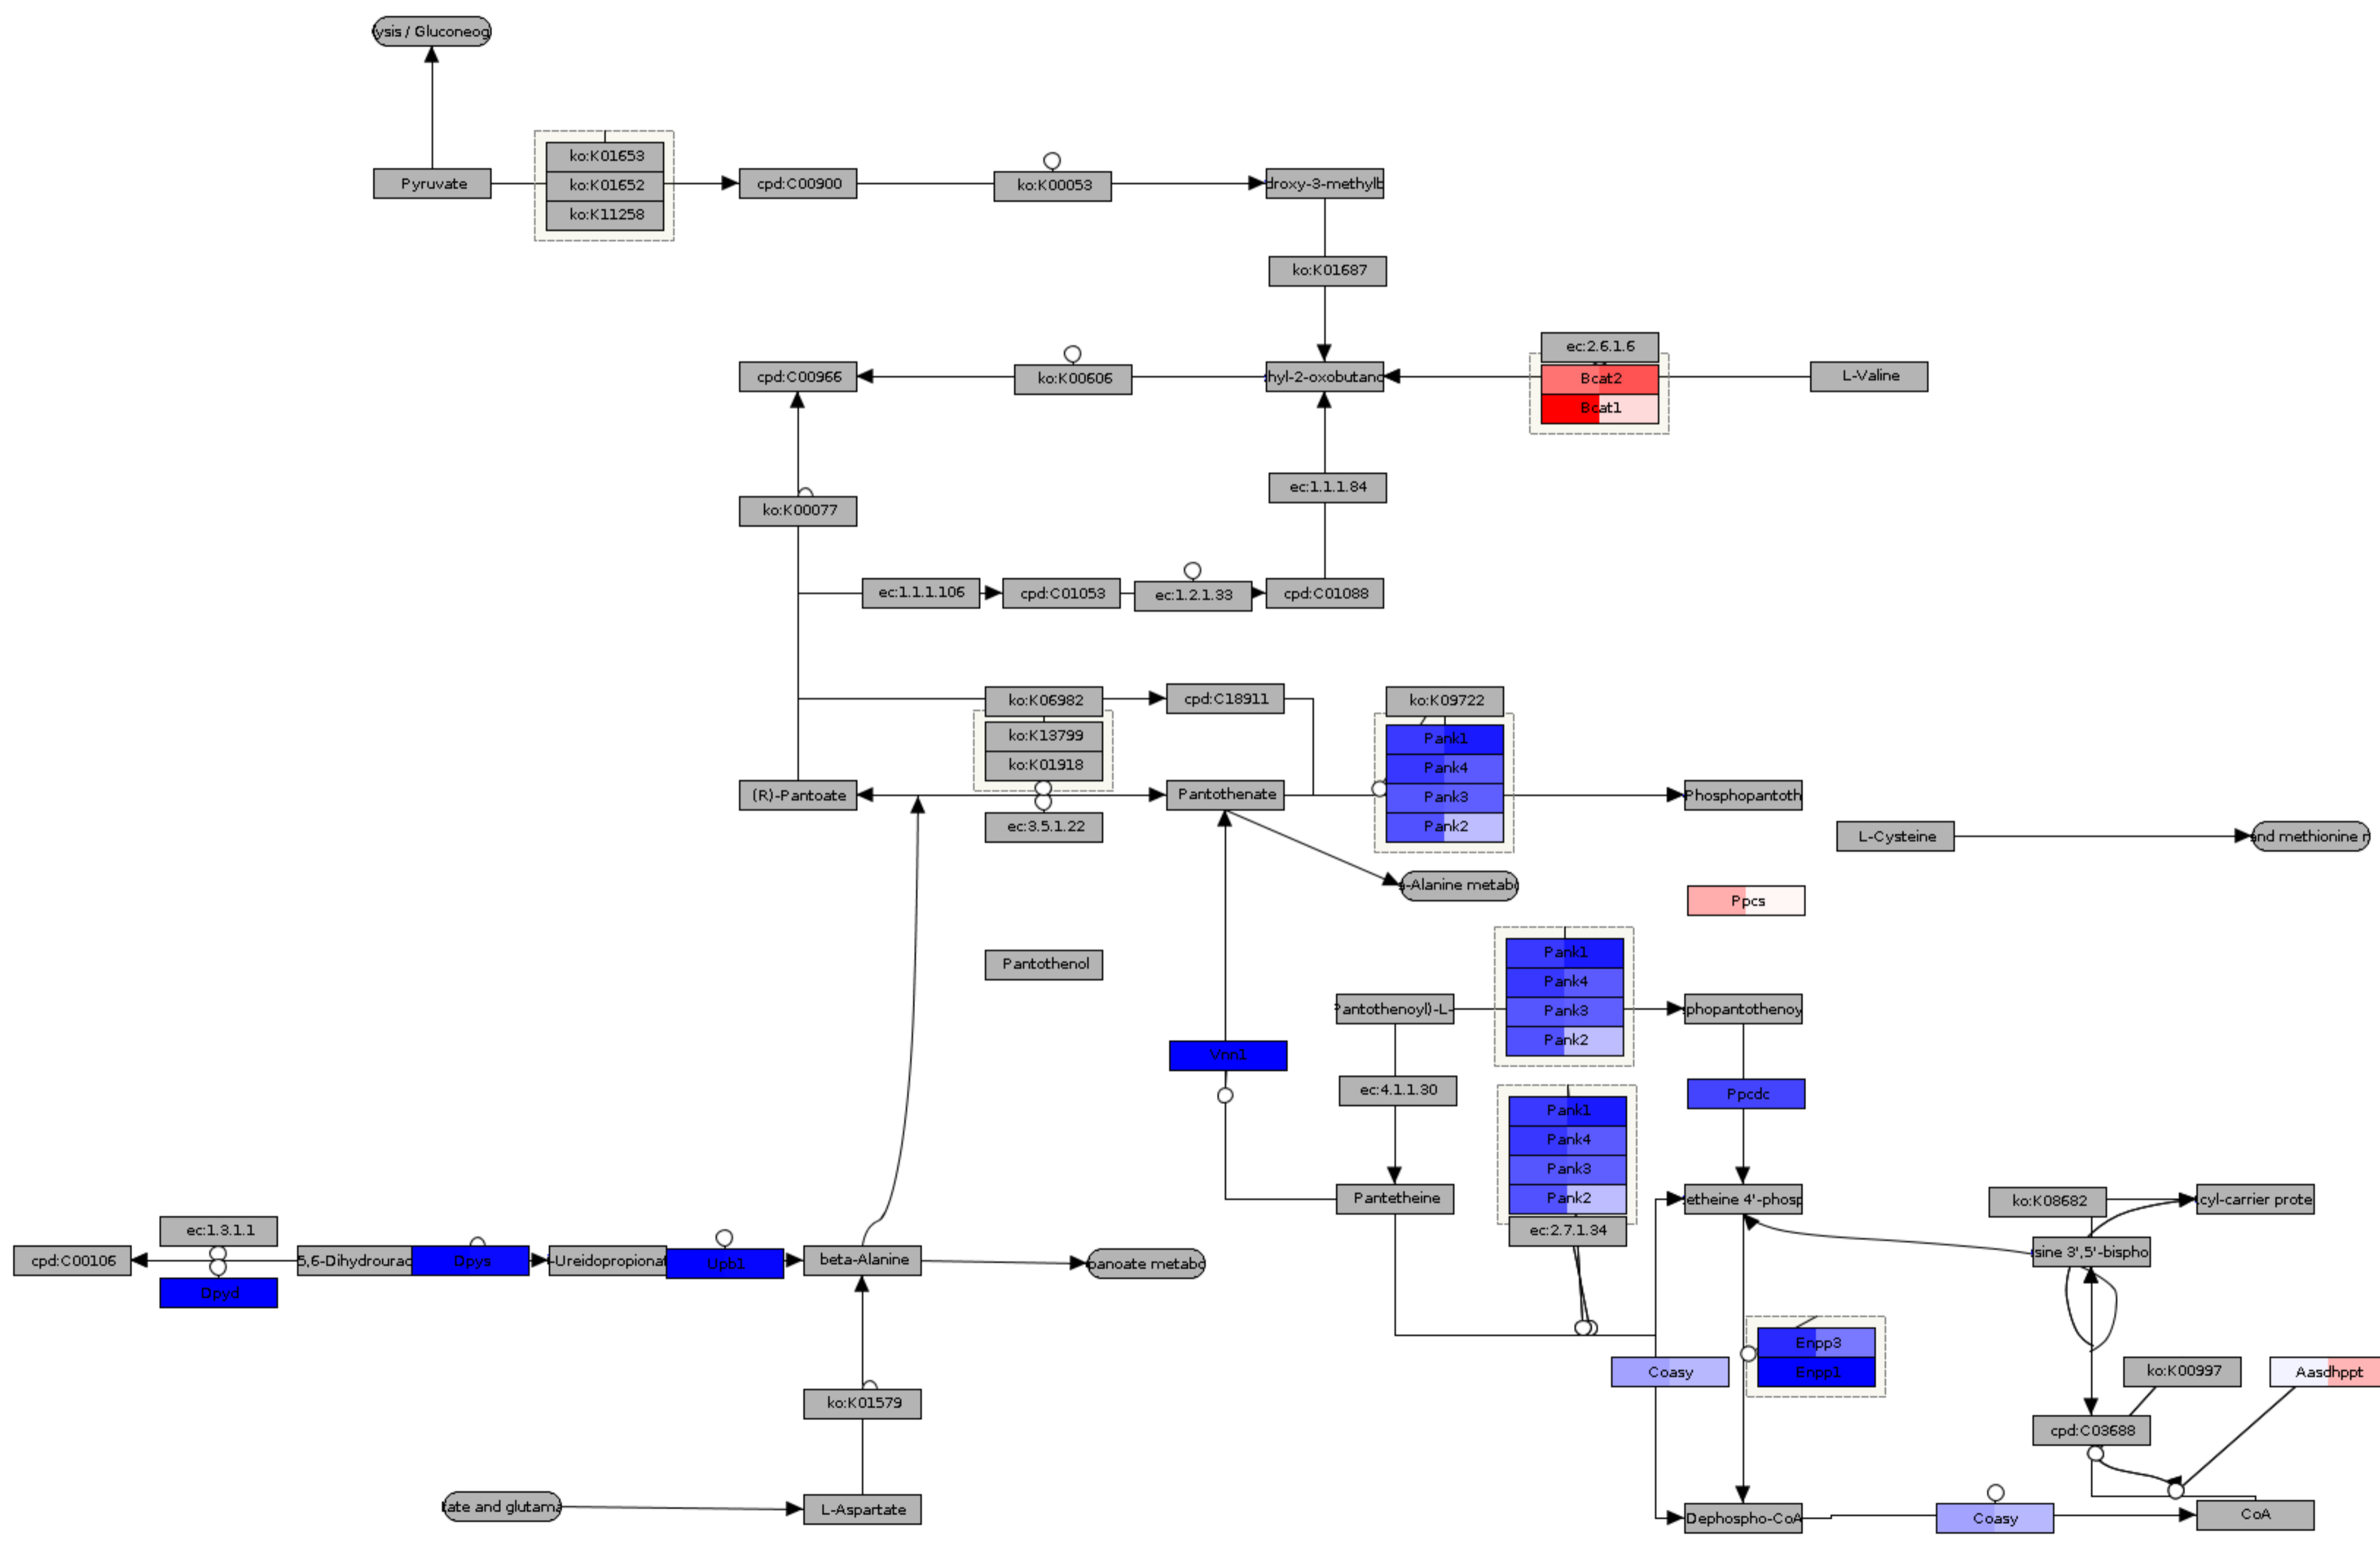 ysis / Gluconeog
ko:K01653
Pyruvate
ko:K01652
cpd:C00900
ko:K00053
droxy-3-methylb
ko:K11258
ko:K01687
ec:2.6.1.6
cpd:C00966
ko:K00606
hyl-2-oxobutanc
Bcat2
L-Valine
Bcat1
ec:1.1.1.84
ko:K00077
ec:1.1.1.106
cpd:C01053
ec:1.2.1.33
cpd:C01088
ko:K06982
cpd:C18911
ko:K09722
ko:K13799
Pank1
ko:K01918
Pank4
(R)-Pantoate
Pantothenate
Pank3
Phosphopantoth
ec:3.5.1.22
Pank2
L-Cysteine
and methionine m
a-Alanine metabo
Ppcs
Pantothenol
Pank1
Pank4
Pantothenoyl)-L-
Pank3
phopantothenoy
Pank2
Vnn1
ec:4.1.1.30
Ppcdc
Pank1
Pank4
Pank3
Pantetheine
Pank2
etheine 4'-phosp
ko:K08682
cyl-carrier prote
ec:1.3.1.1
ec:2.7.1.34
cpd:C00106
5,6-Dihydrourac
Dpys
-Ureidopropionat
Upb1
beta-Alanine
panoate metabo
sine 3',5'-bispho
Dpyd
Enpp3
Coasy
Enpp1
ko:K00997
Aasdhppt
ko:K01579
cpd:C03688
tate and glutama
L-Aspartate
Dephospho-CoA
Coasy
CoA